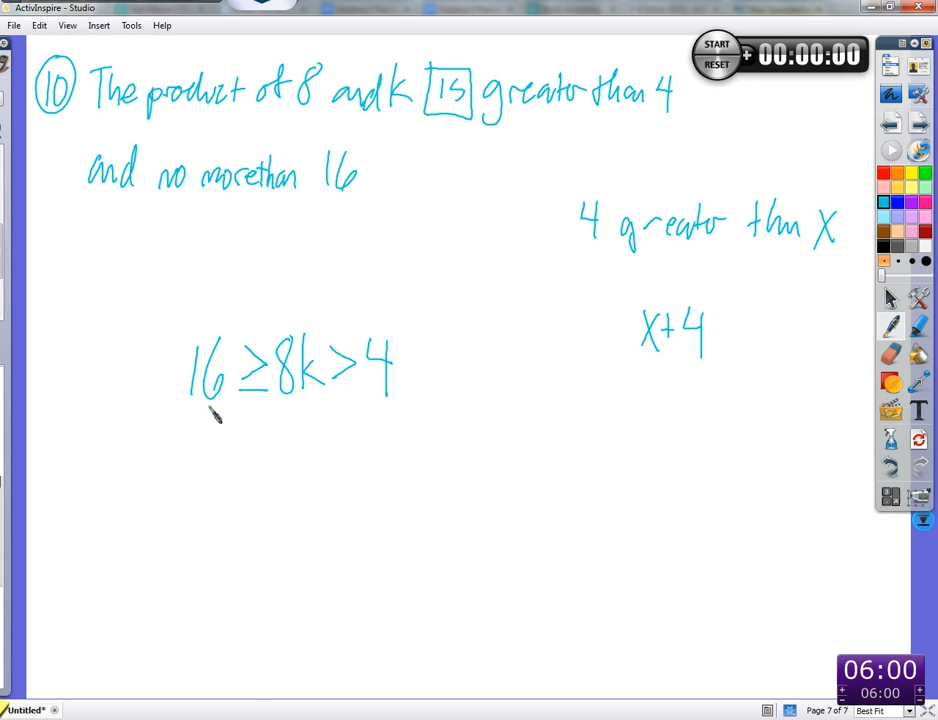 ActivInspire - Studio
File Edit View Insert Tools Help
START
RESET
+ 00:00:00
10 The product of 8 and k is greater than 4
and no more than 16
4 greater than x
x+4
16 ≥ 8k > 4
06:00
06:00
Untitled*
Page 7 of 7
Best Fit